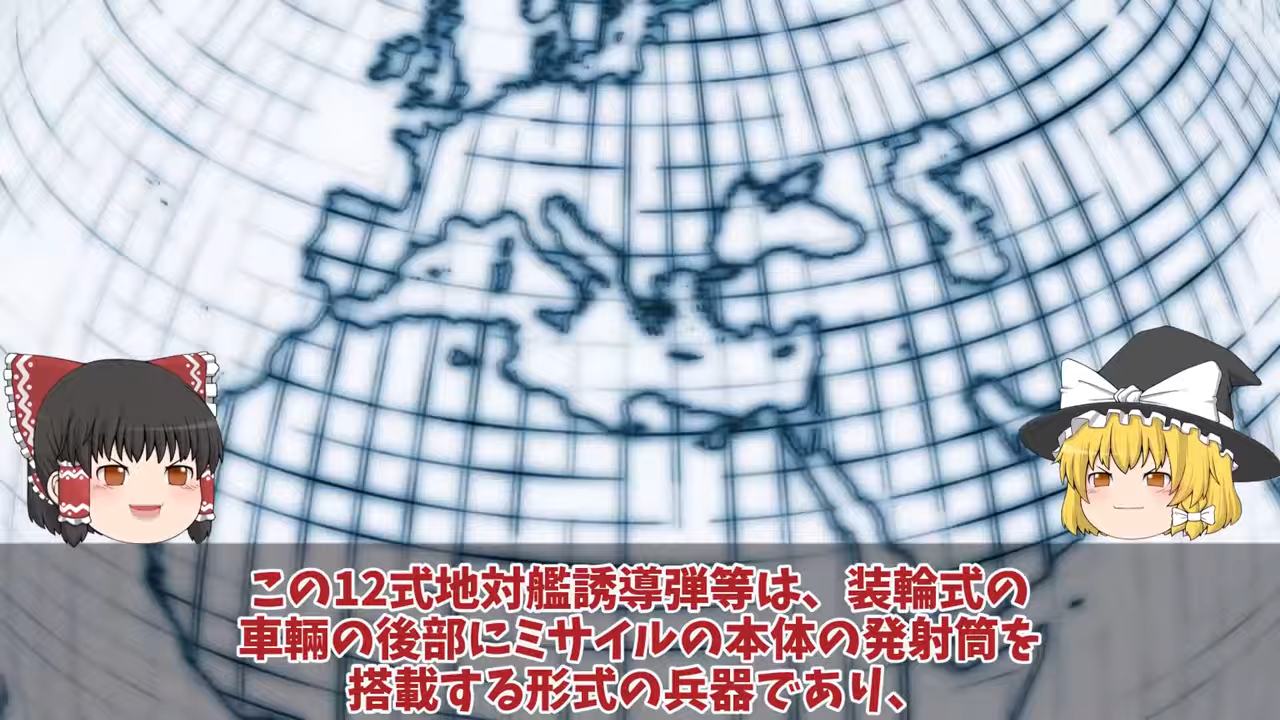 この12式地対艦誘導弾等は、装輪式の
車輛の後部にミサイルの本体の発射筒を
搭載する形式の兵器であり、